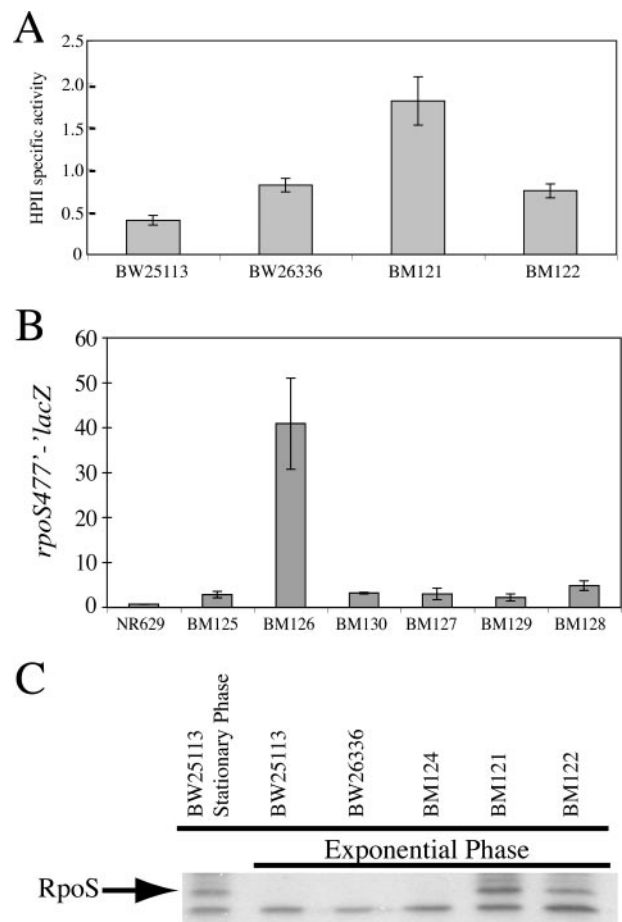 A
HPII specific activity
2.5
2.0
1.5
1.0
0.5
0
BW25113 BW26336 BM121 BM122
B
rpoS477'-'lacZ
60
50
40
30
20
10
0
NR629 BM125 BM126 BM130 BM127 BM129 BM128
C
BW25113
Stationary Phase
BW25113
BW26336
BM124
BM121
BM122
Exponential Phase
RpoS